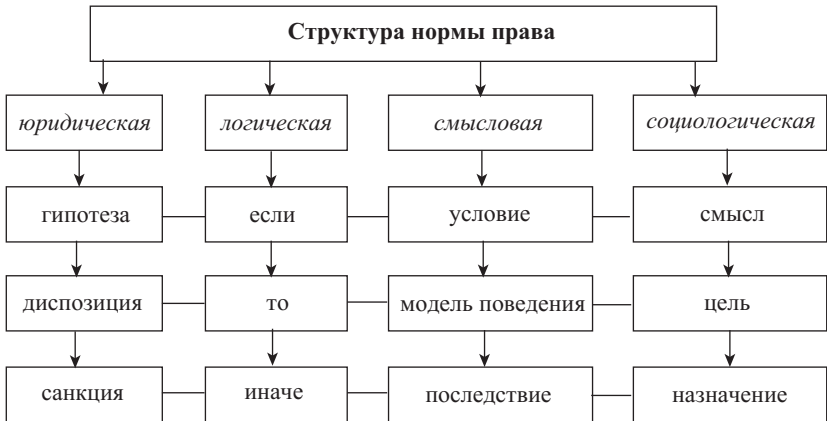 Структура нормы права
юридическая
логическая
смысловая
социологическая
гипотеза
если
условие
смысл
диспозиция
то
модель поведения
цель
санкция
иначе
последствие
назначение